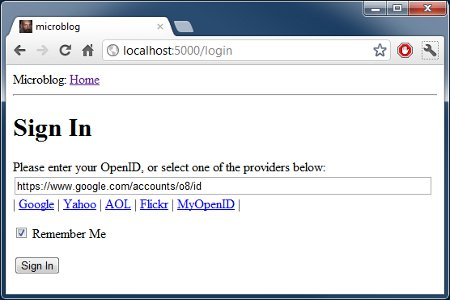 microblog
localhost:5000/login
Microblog: Home
Sign In
Please enter your OpenID, or select one of the providers below:
https://www.google.com/accounts/o8/id
| Google | Yahoo | AOL | Flickr | MyOpenID |
Remember Me
Sign In